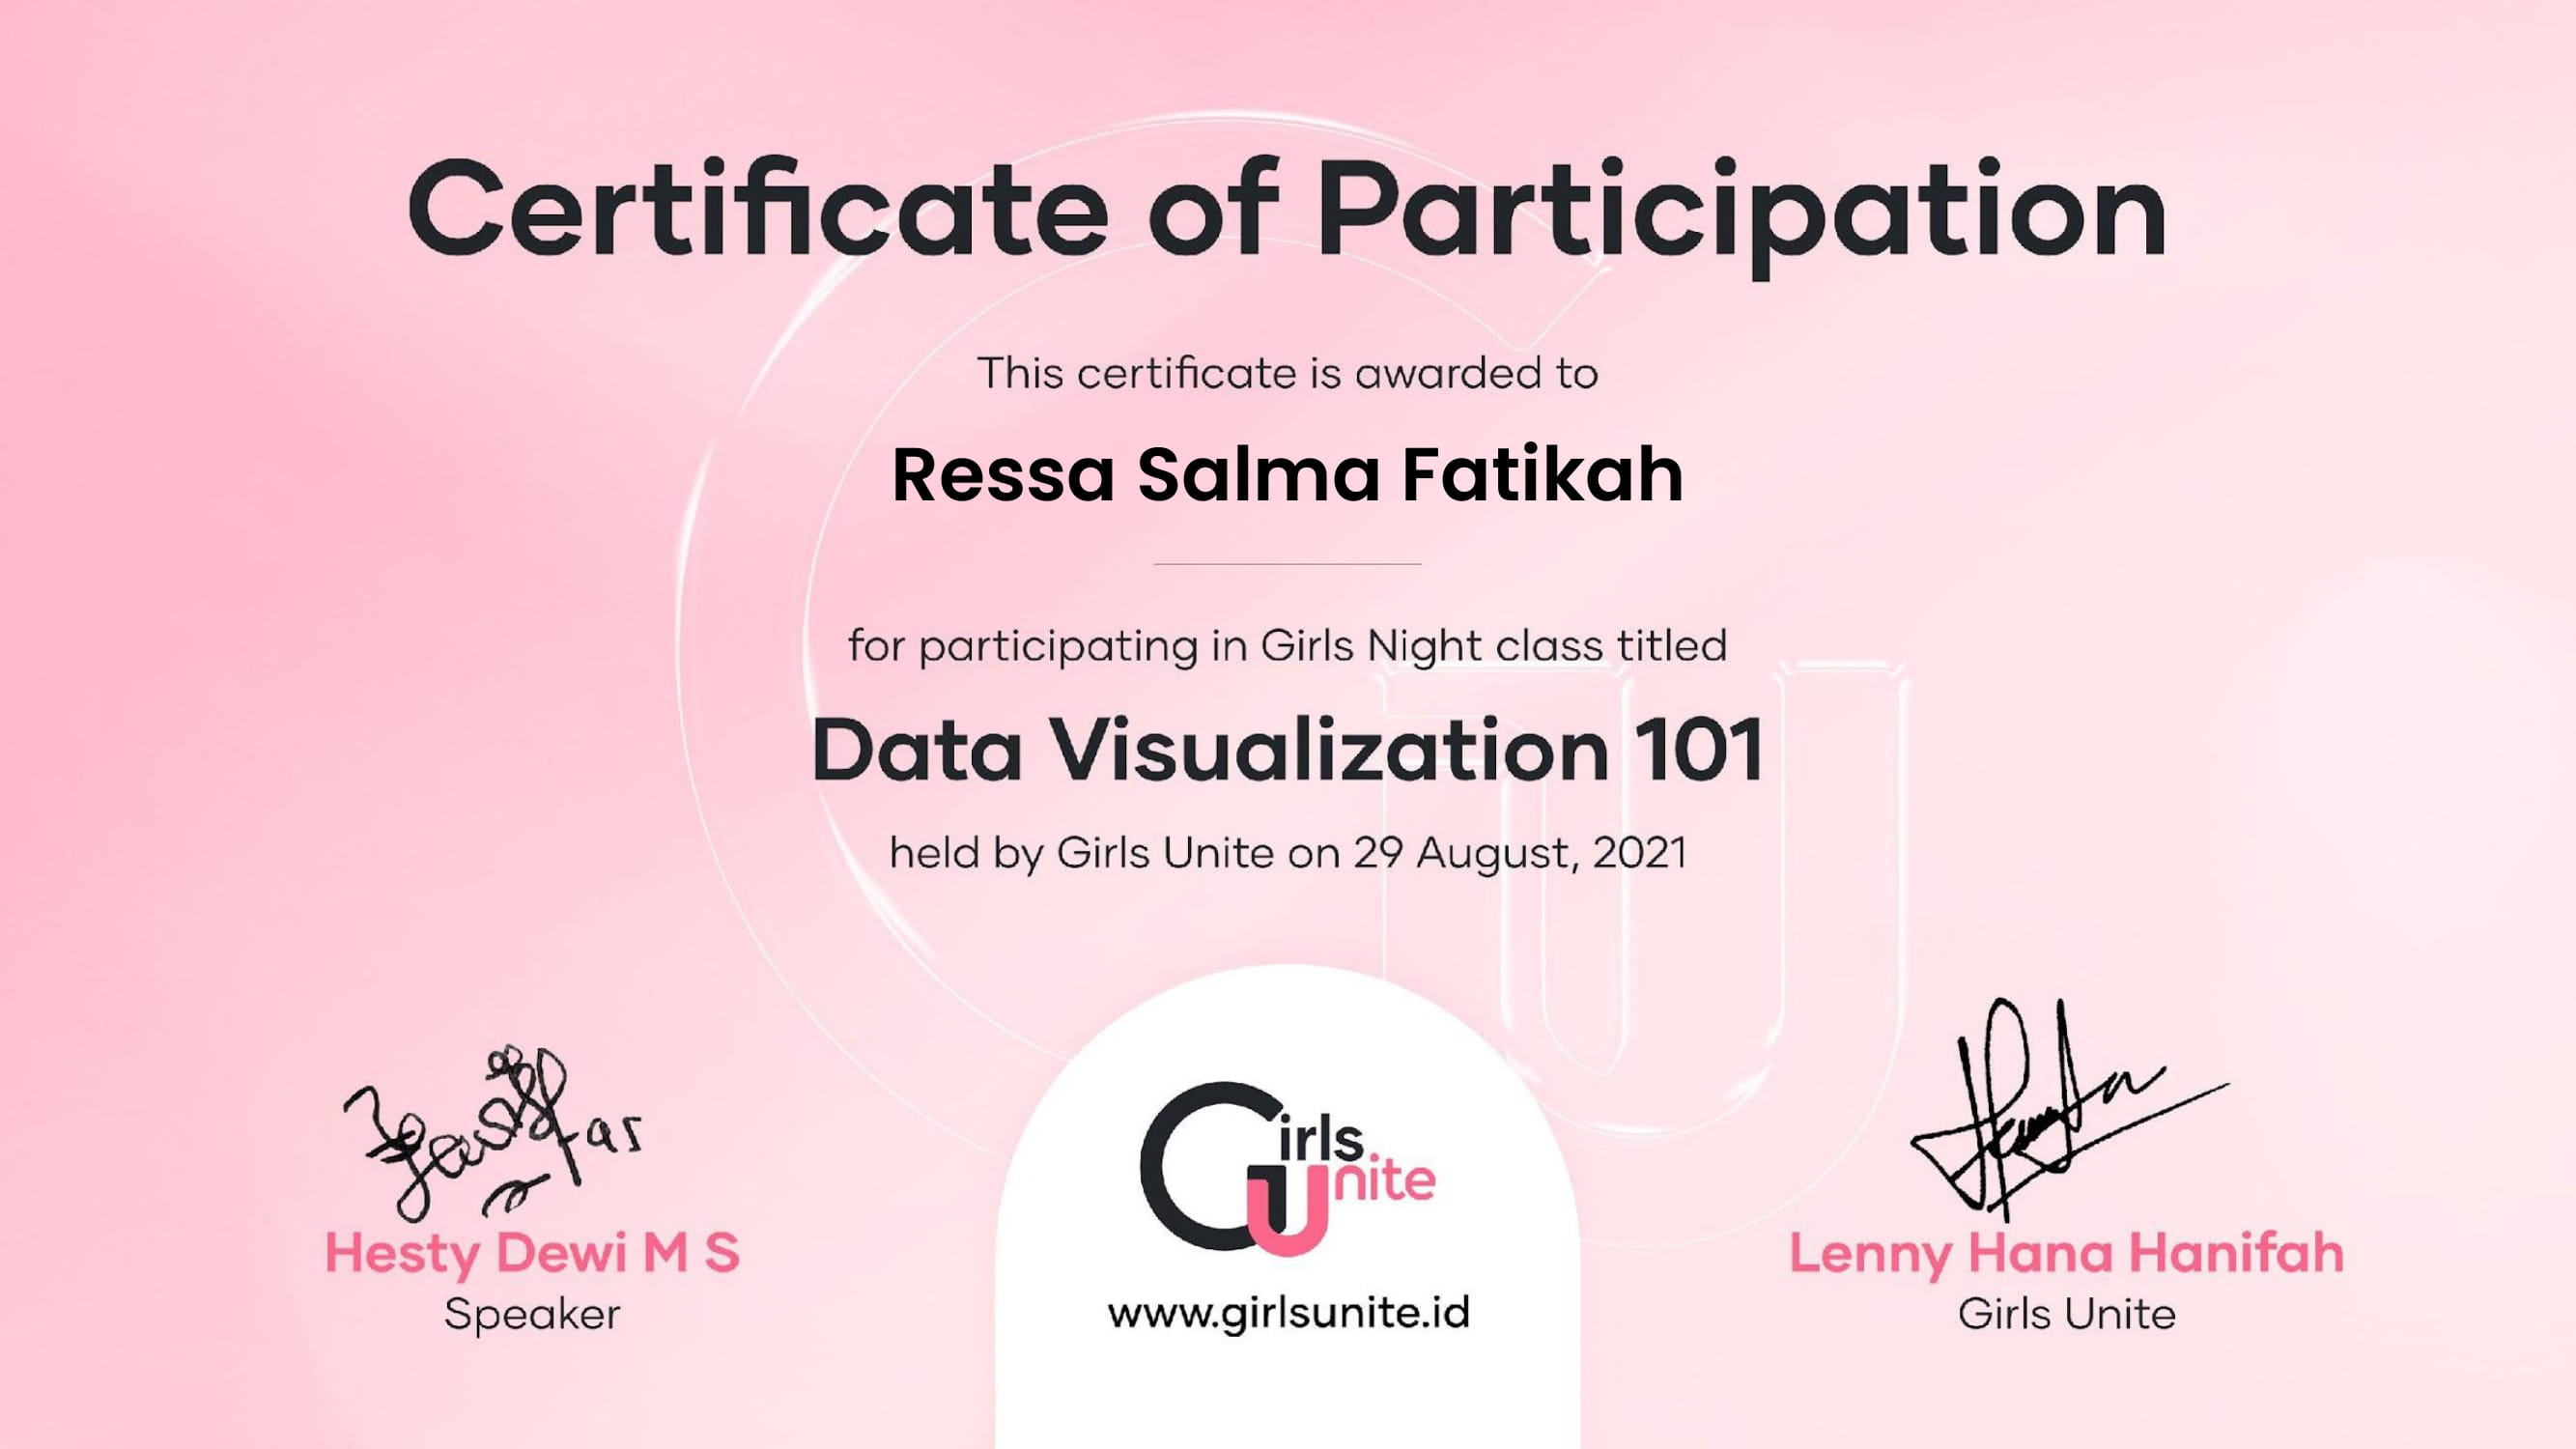 Certificate of Participation
This certificate is awarded to
Ressa Salma Fatikah
for participating in Girls Night class titled
Data Visualization 101
held by Girls Unite on 29 August, 2021
Hesty Dewi M S
Speaker
Girls
Unite
www.girlsunite.id
Lenny Hana Hanifah
Girls Unite